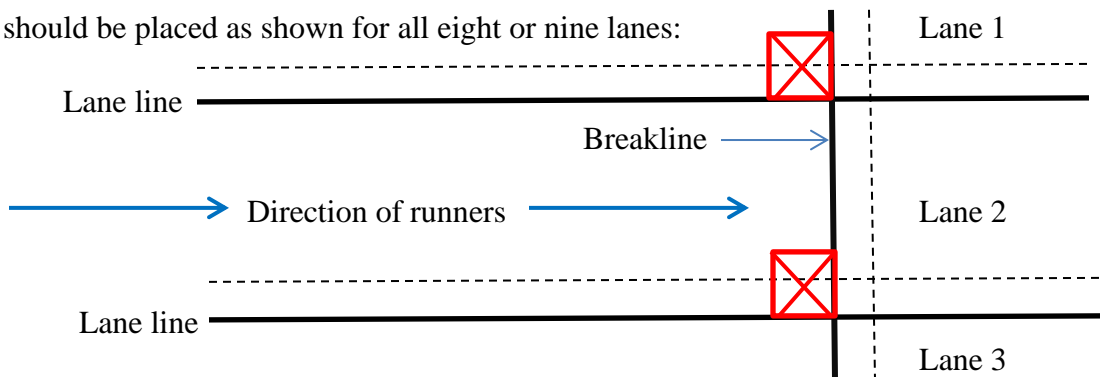 should be placed as shown for all eight or nine lanes:
Lane 1
Lane line
Breakline
Direction of runners
Lane 2
Lane line
Lane 3